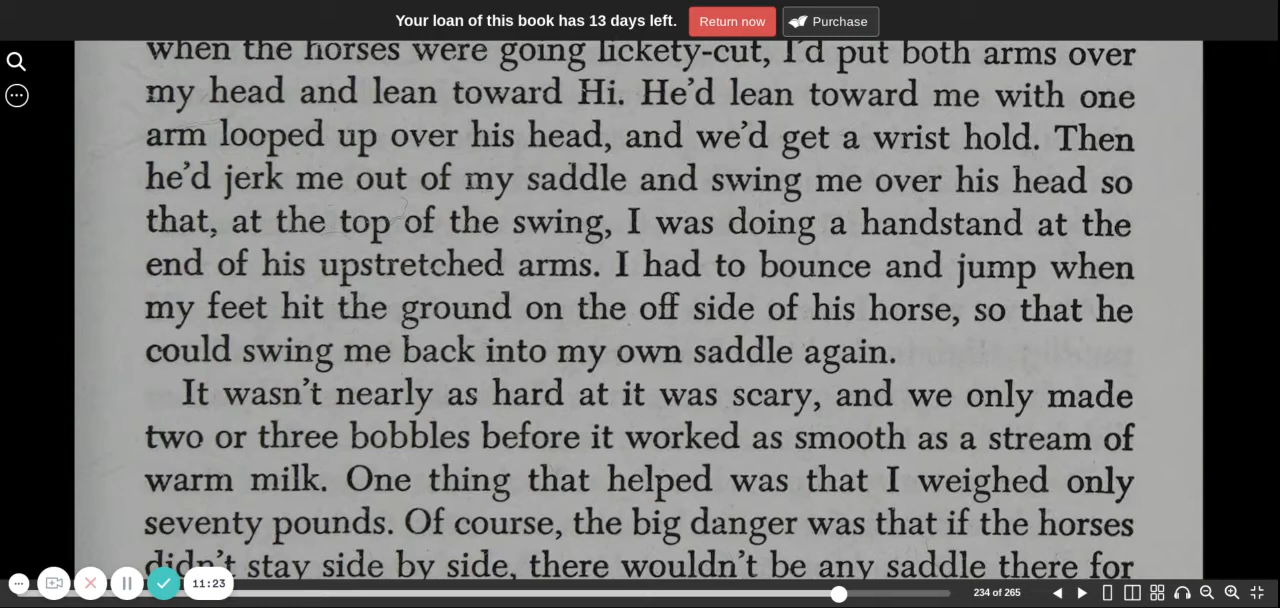 Your loan of this book has 13 days left.
Return now
Purchase
when the horses were going lickety-cut, I'd put both arms over
my head and lean toward Hi. He'd lean toward me with one
arm looped up over his head, and we'd get a wrist hold. Then
he'd jerk me out of my saddle and swing me over his head so
that, at the top of the swing, I was doing a handstand at the
end of his upstretched arms. I had to bounce and jump when
my feet hit the ground on the off side of his horse, so that he
could swing me back into my own saddle again.
It wasn't nearly as hard at it was scary, and we only made
two or three bobbles before it worked as smooth as a stream of
warm milk. One thing that helped was that I weighed only
seventy pounds. Of course, the big danger was that if the horses
didn't stay side by side, there wouldn't be any saddle there for
11:23
234 of 265